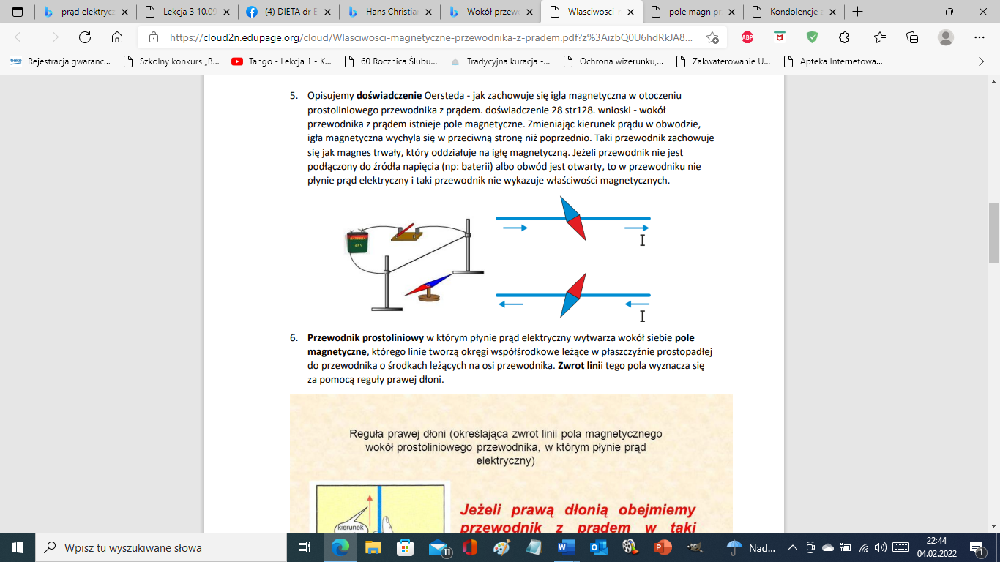 prąd elektryc
Lekcja 3 10.09
(4) DIETA dr E
Hans Christia
Wokół przew
Wlasciwosci-r
pole magn pr
Kondolencje z
https://cloud2n.edupage.org/cloud/Wlasciwosci-magnetyczne-przewodnika-z-pradem.pdf?z%3AizbQ0U6hdRkJA8...
ABP
beko Rejestracja gwaranc...
Szkolny konkurs „B...
Tango - Lekcja 1 - K...
60 Rocznica Ślubu...
Tradycyjna kuracja -...
Ochrona wizerunku,...
Zakwaterowanie U...
Apteka Internetowa...
5. Opisujemy doświadczenie Oersteda - jak zachowuje się igła magnetyczna w otoczeniu
prostoliniowego przewodnika z prądem. doświadczenie 28 str128. wnioski - wokół
przewodnika z prądem istnieje pole magnetyczne. Zmieniając kierunek prądu w obwodzie,
igła magnetyczna wychyla się w przeciwną stronę niż poprzednio. Taki przewodnik zachowuje
się jak magnes trwały, który oddziałuje na igłę magnetyczną. Jeżeli przewodnik nie jest
podłączony do źródła napięcia (np: baterii) albo obwód jest otwarty, to w przewodniku nie
płynie prąd elektryczny i taki przewodnik nie wykazuje właściwości magnetycznych.
BATERIA
4,5 V
I
I
6. Przewodnik prostoliniowy w którym płynie prąd elektryczny wytwarza wokół siebie pole
magnetyczne, którego linie tworzą okręgi współśrodkowe leżące w płaszczyźnie prostopadłej
do przewodnika o środkach leżących na osi przewodnika. Zwrot linii tego pola wyznacza się
za pomocą reguły prawej dłoni.
Reguła prawej dłoni (określająca zwrot linii pola magnetycznego
wokół prostoliniowego przewodnika, w którym płynie prąd
elektryczny)
kierunek
Jeżeli prawą dłonią obejmiemy
przewodnik z prądem w taki
Wpisz tu wyszukiwane słowa
11
Nad...
22:44
04.02.2022
1